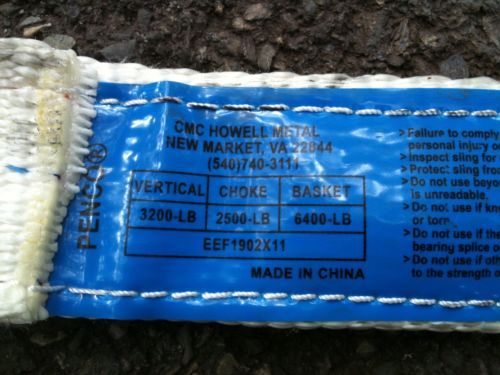 PENCO®
CMC HOWELL METAL
NEW MARKET, VA 22844
(540)740-3111
VERTICAL CHOKE BASKET
3200-LB 2500-LB 6400-LB
EEF1902X11
MADE IN CHINA
>Failure to comply
personal injury o
>Inspect sling for
>Protect sling from
>Do not use beyo
is unreadable.
>Do not use if kn
or torn.
>Do not use if the
bearing splice o
>Do not use if oth
to the strength o